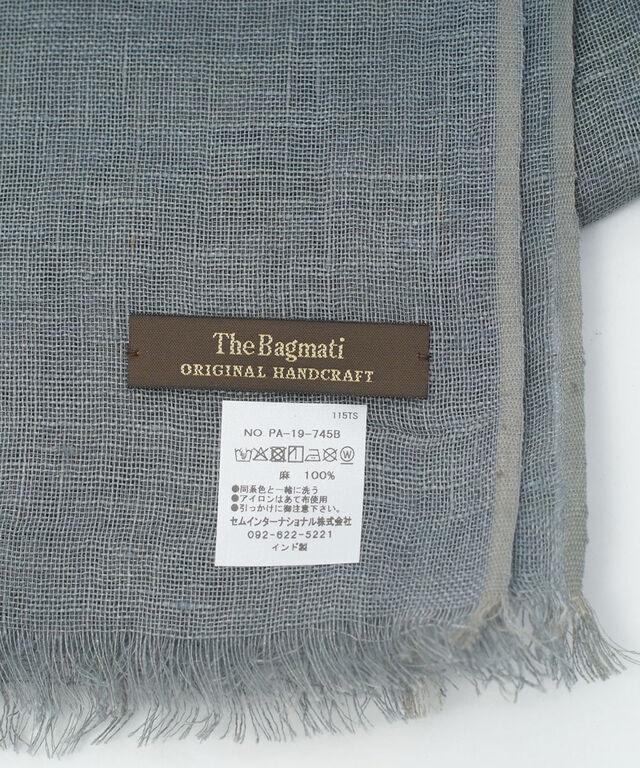 The Bagmati
ORIGINAL HANDCRAFT
115TS
NO. PA-19-745B
麻 100%
●同系色と一緒に洗う
●アイロンはあて布使用
●引っかけに御注意下さい。
セムインターナショナル株式会社
092-622-5221
インド製